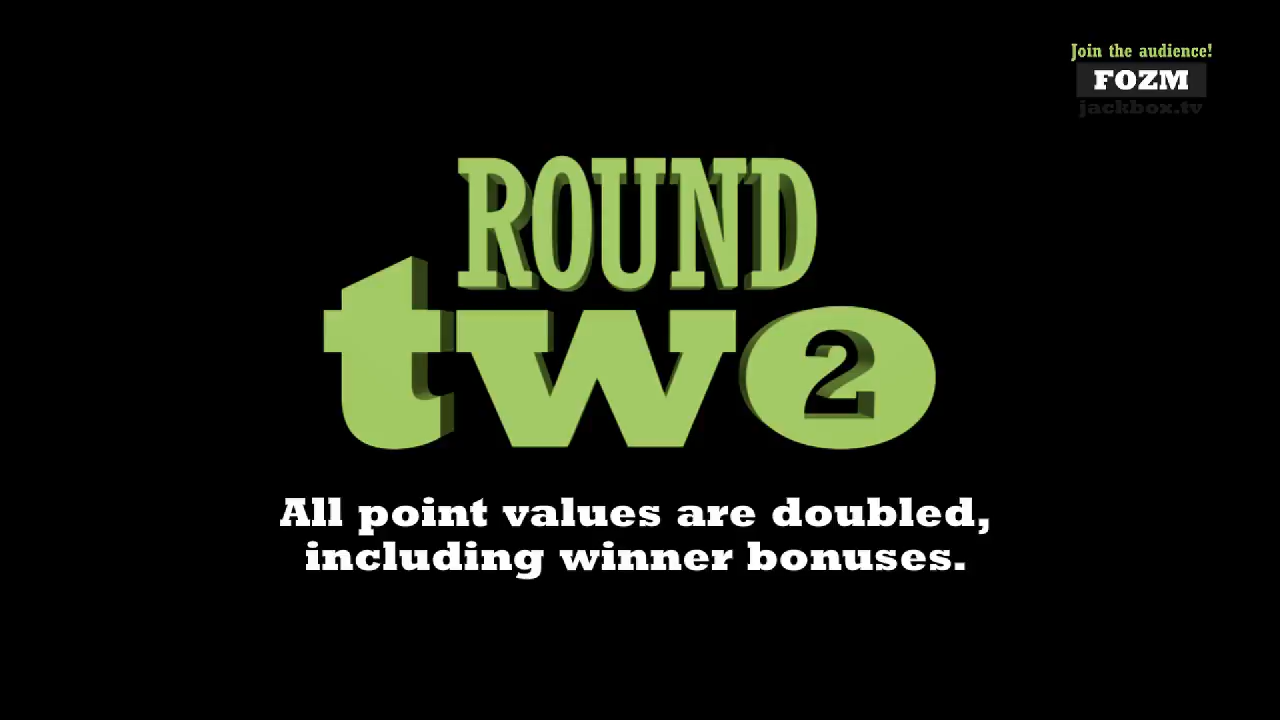 Join the audience!
FOZM
jackbox.tv
ROUND
two
2
All point values are doubled,
including winner bonuses.